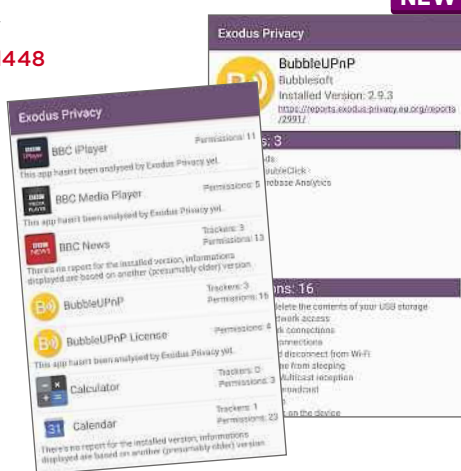 NEW
448
Exodus Privacy
BubbleUPnP
Bubblesoft
Installed Version: 2.9.3
https://reports.exodus-privacy.eu.org/reports
/2991/
s: 3
ds
ubleClick
rebase Analytics
ons: 16
delete the contents of your USB storage
twork access
rk connections
onnections
d disconnect from Wi-Fi
ne from sleeping
Multicast reception
roadcast
s on the device
Exodus Privacy
BBC iPlayer
Permissions: 11
This app hasn't been analysed by Exodus Privacy yet.
BBC Media Player
Permissions: 5
This app hasn't been analysed by Exodus Privacy yet.
BBC News
Trackers: 3
Permissions: 13
There's no report for the installed version, informations
displayed are based on another (presumably older) version
BubbleUPnP
Trackers: 3
Permissions: 16
BubbleUPnP License
Permissions: 4
This app hasn't been analysed by Exodus Privacy yet.
Calculator
Trackers: 0
Permissions: 3
31
Calendar
Trackers: 1
Permissions: 23
There's no report for the installed version, informations
displayed are based on another (presumably older) version